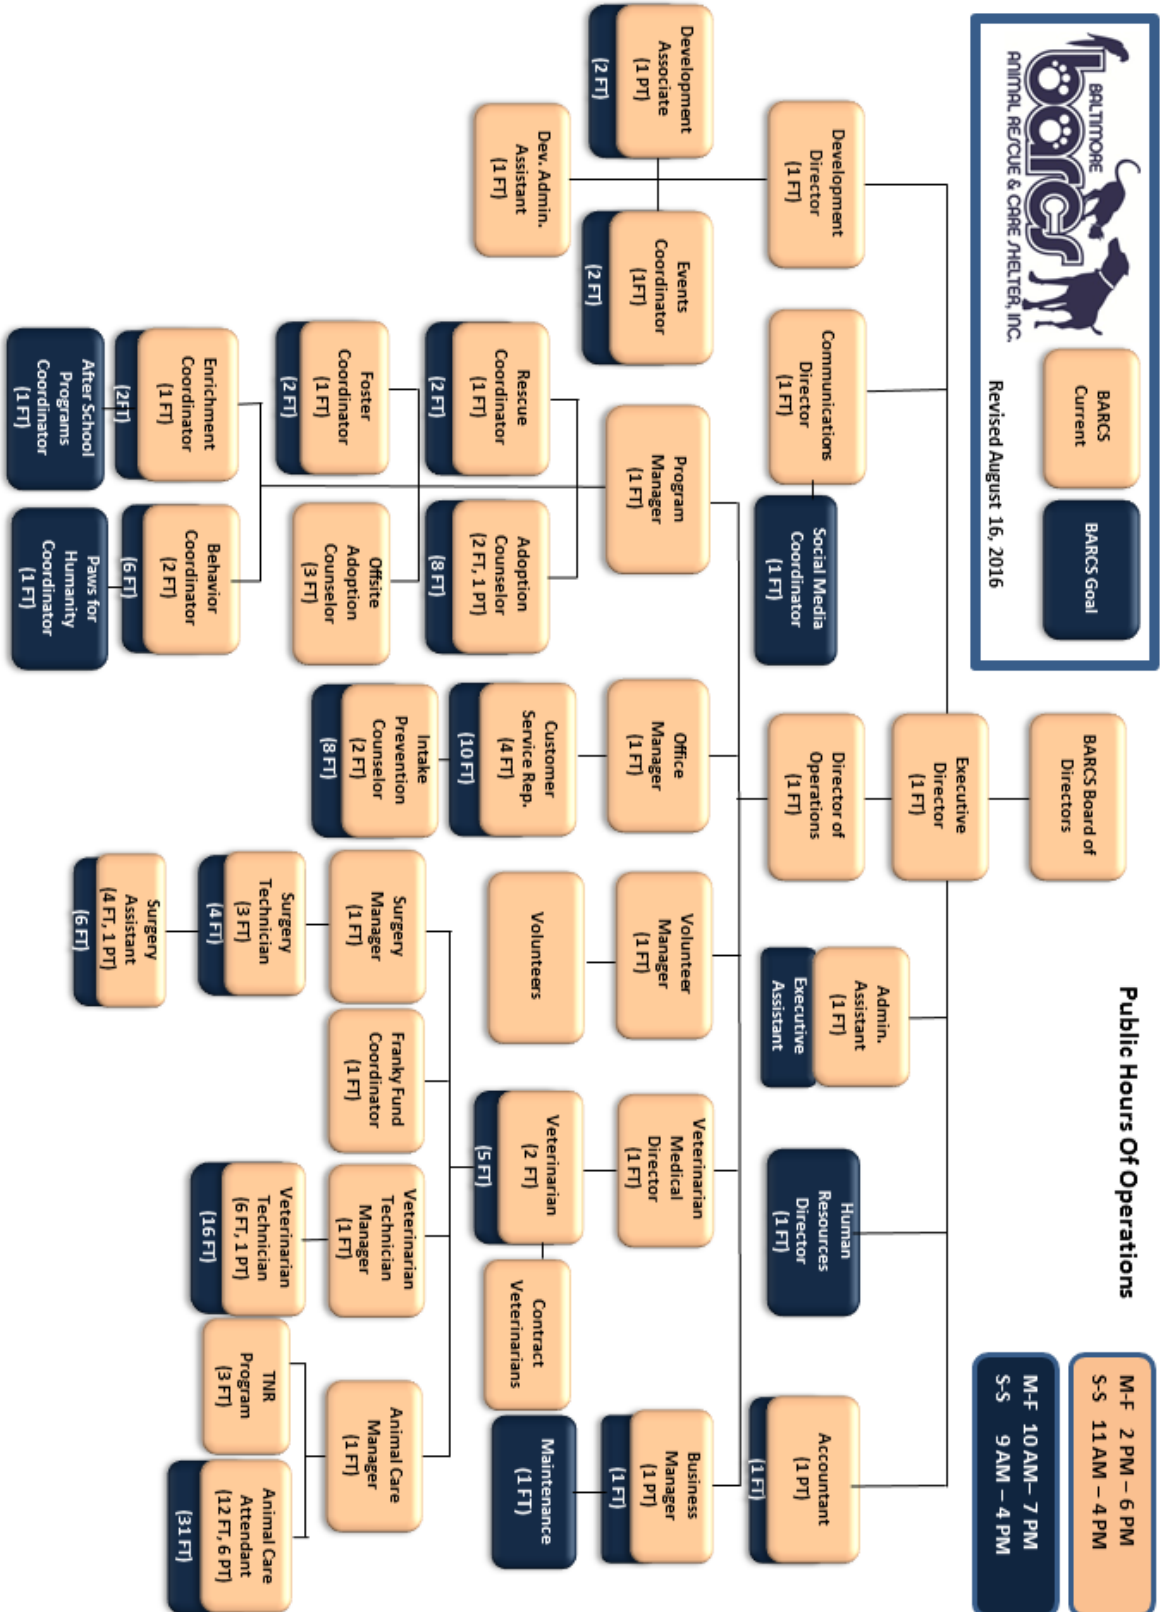 BALTIMORE
barcs
ANIMAL RESCUE & CARE SHELTER, INC.
BARCS
Current
BARCS Goal
Revised August 16, 2016
Public Hours Of Operations
M-F 2 PM – 6 PM
S-S 11 AM – 4 PM
M-F 10 AM– 7 PM
S-S 9 AM – 4 PM
BARCS Board of
Directors
Executive
Director
(1 FT)
Development
Director
(1 FT)
Communications
Director
(1 FT)
Social Media
Coordinator
(1 FT)
Director of
Operations
(1 FT)
Admin.
Assistant
(1 FT)
Executive
Assistant
Human
Resources
Director
(1 FT)
Accountant
(1 PT)
(1 FT)
Development
Associate
(1 PT)
(2 FT)
Events
Coordinator
(1FT)
(2 FT)
Dev. Admin.
Assistant
(1 FT)
Program
Manager
(1 FT)
Office
Manager
(1 FT)
Volunteer
Manager
(1 FT)
Veterinarian
Medical
Director
(1 FT)
Business
Manager
(1 PT)
(1 FT)
Rescue
Coordinator
(1 FT)
(2 FT)
Adoption
Counselor
(2 FT, 1 PT)
(8 FT)
Customer
Service Rep.
(4 FT)
(10 FT)
Volunteers
Veterinarian
(2 FT)
(5 FT)
Contract
Veterinarians
Maintenance
(1 FT)
Foster
Coordinator
(1 FT)
(2 FT)
Offsite
Adoption
Counselor
(3 FT)
Intake
Prevention
Counselor
(2 FT)
(8 FT)
Surgery
Manager
(1 FT)
Franky Fund
Coordinator
(1 FT)
Veterinarian
Technician
Manager
(1 FT)
Animal Care
Manager
(1 FT)
Enrichment
Coordinator
(1 FT)
(2FT)
Behavior
Coordinator
(2 FT)
(6 FT)
Surgery
Technician
(3 FT)
(4 FT)
Veterinarian
Technician
(6 FT, 1 PT)
(16 FT)
TNR
Program
(3 FT)
Animal Care
Attendant
(12 FT, 6 PT)
(31 FT)
After School
Programs
Coordinator
(1 FT)
Paws for
Humanity
Coordinator
(1 FT)
Surgery
Assistant
(4 FT, 1 PT)
(6 FT)